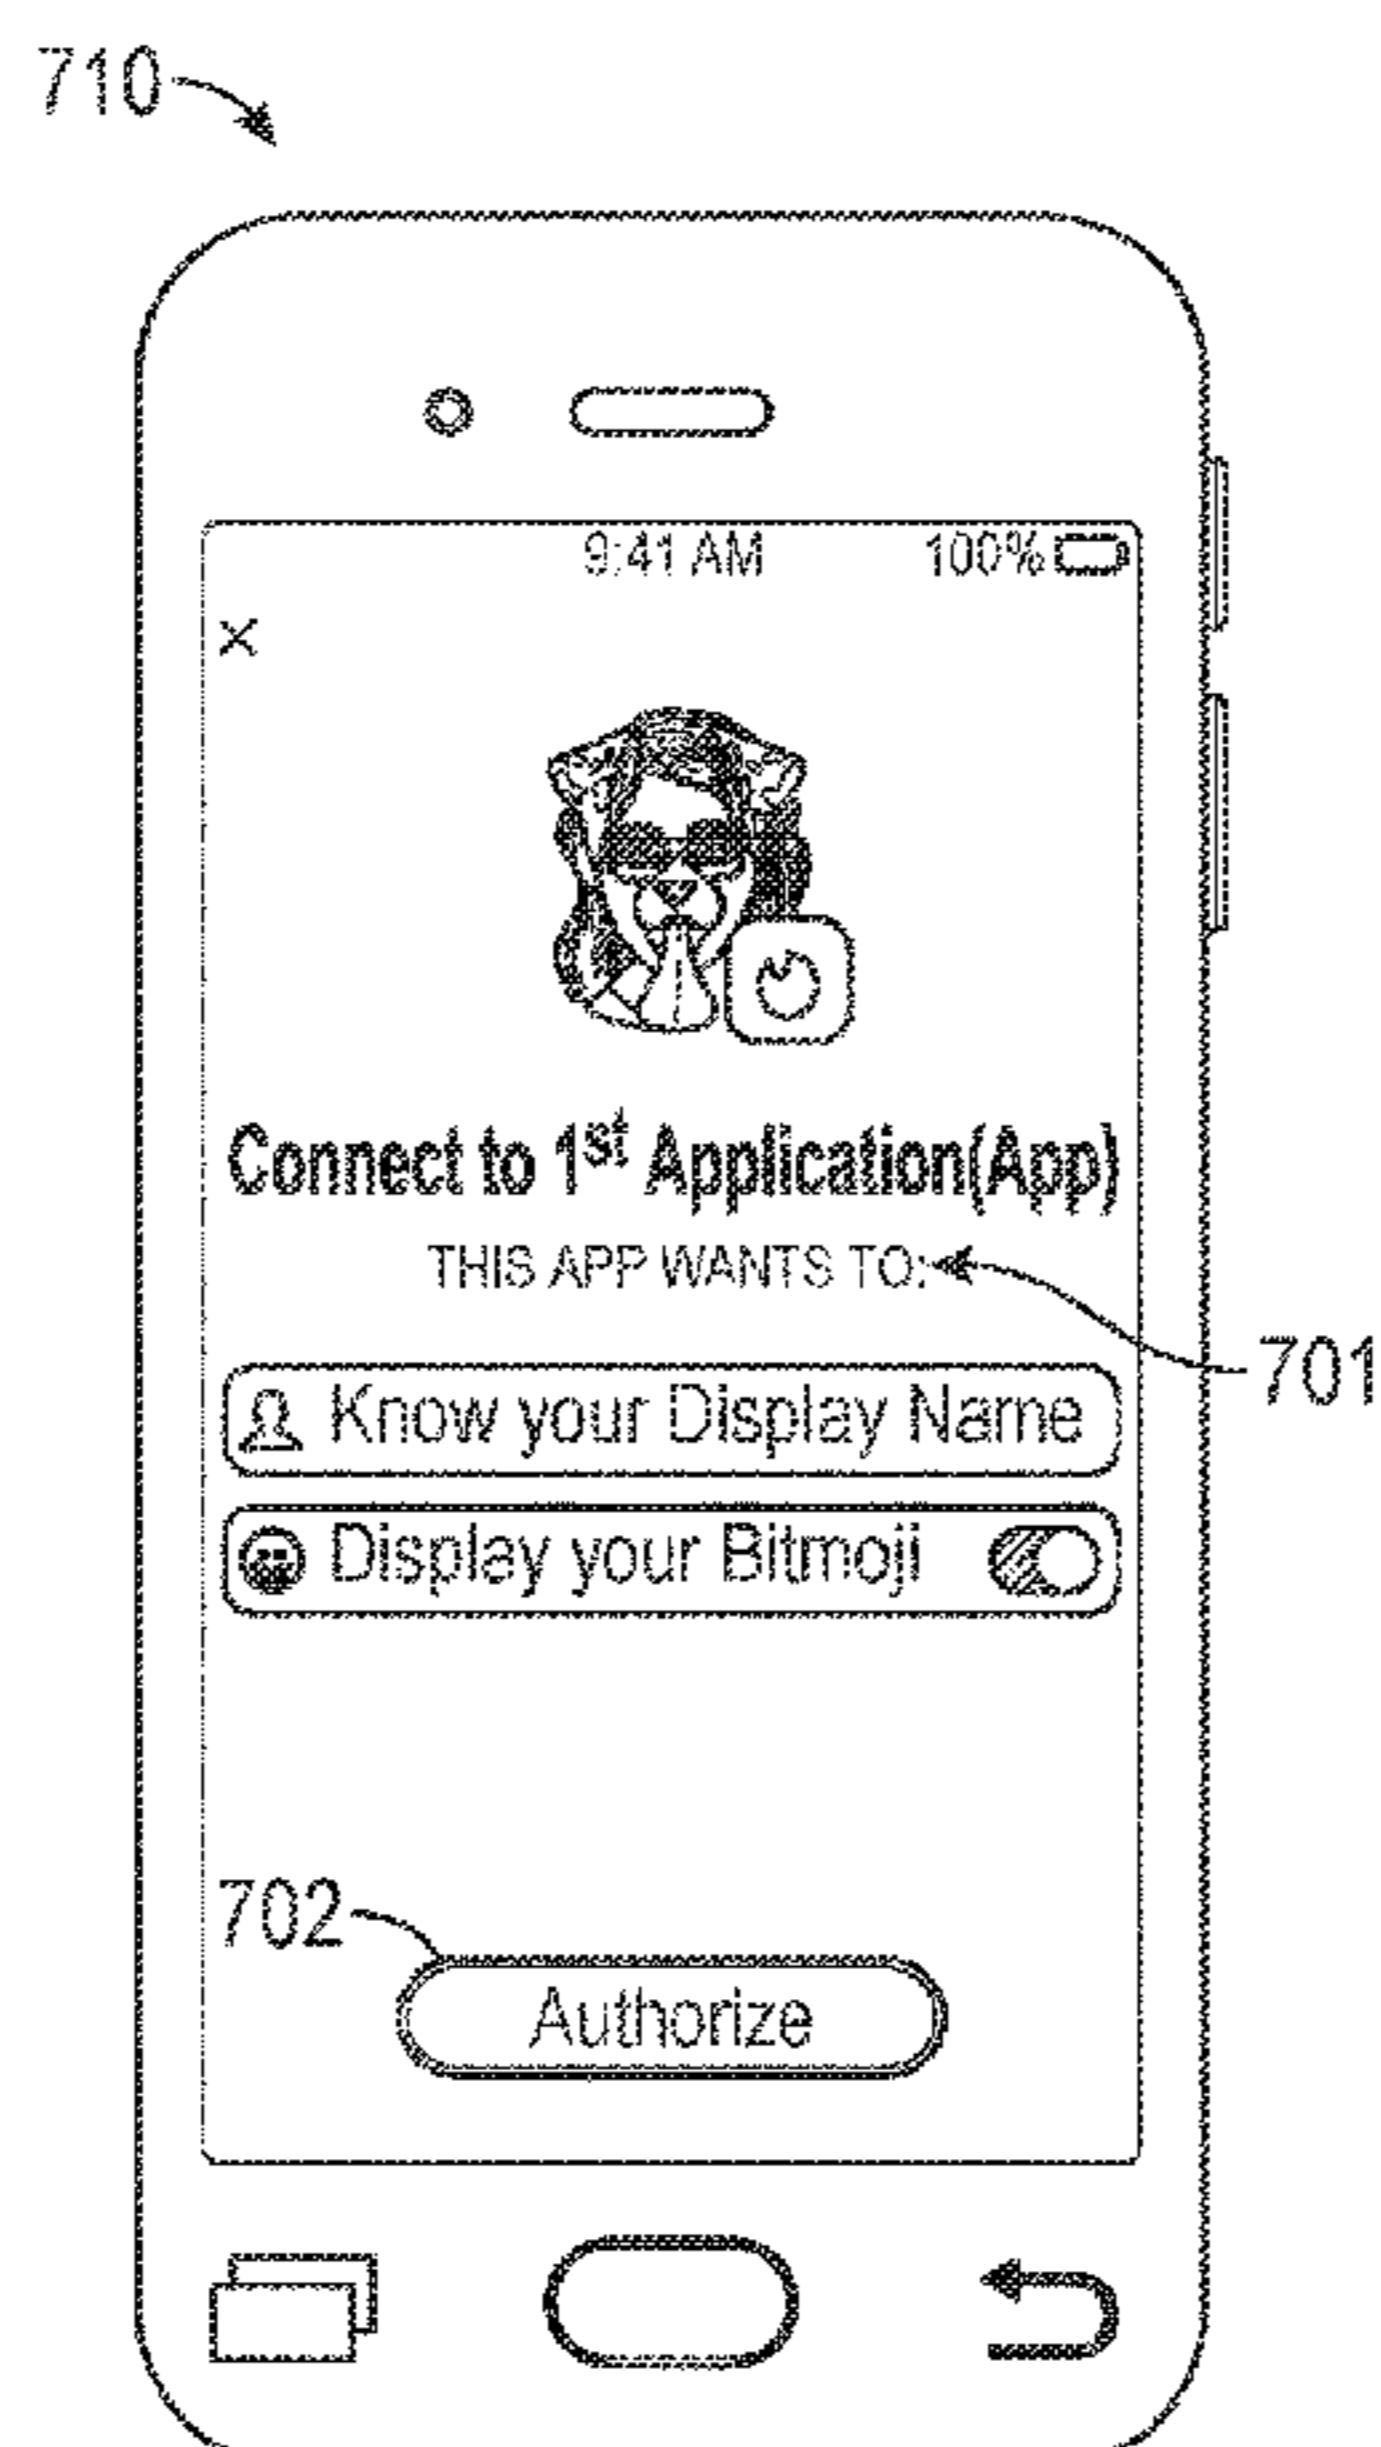 710
9:41 AM 100%
×
Connect to 1st Application(App)
THIS APP WANTS TO:
701
Know your Display Name
Display your Bitmoji
702
Authorize